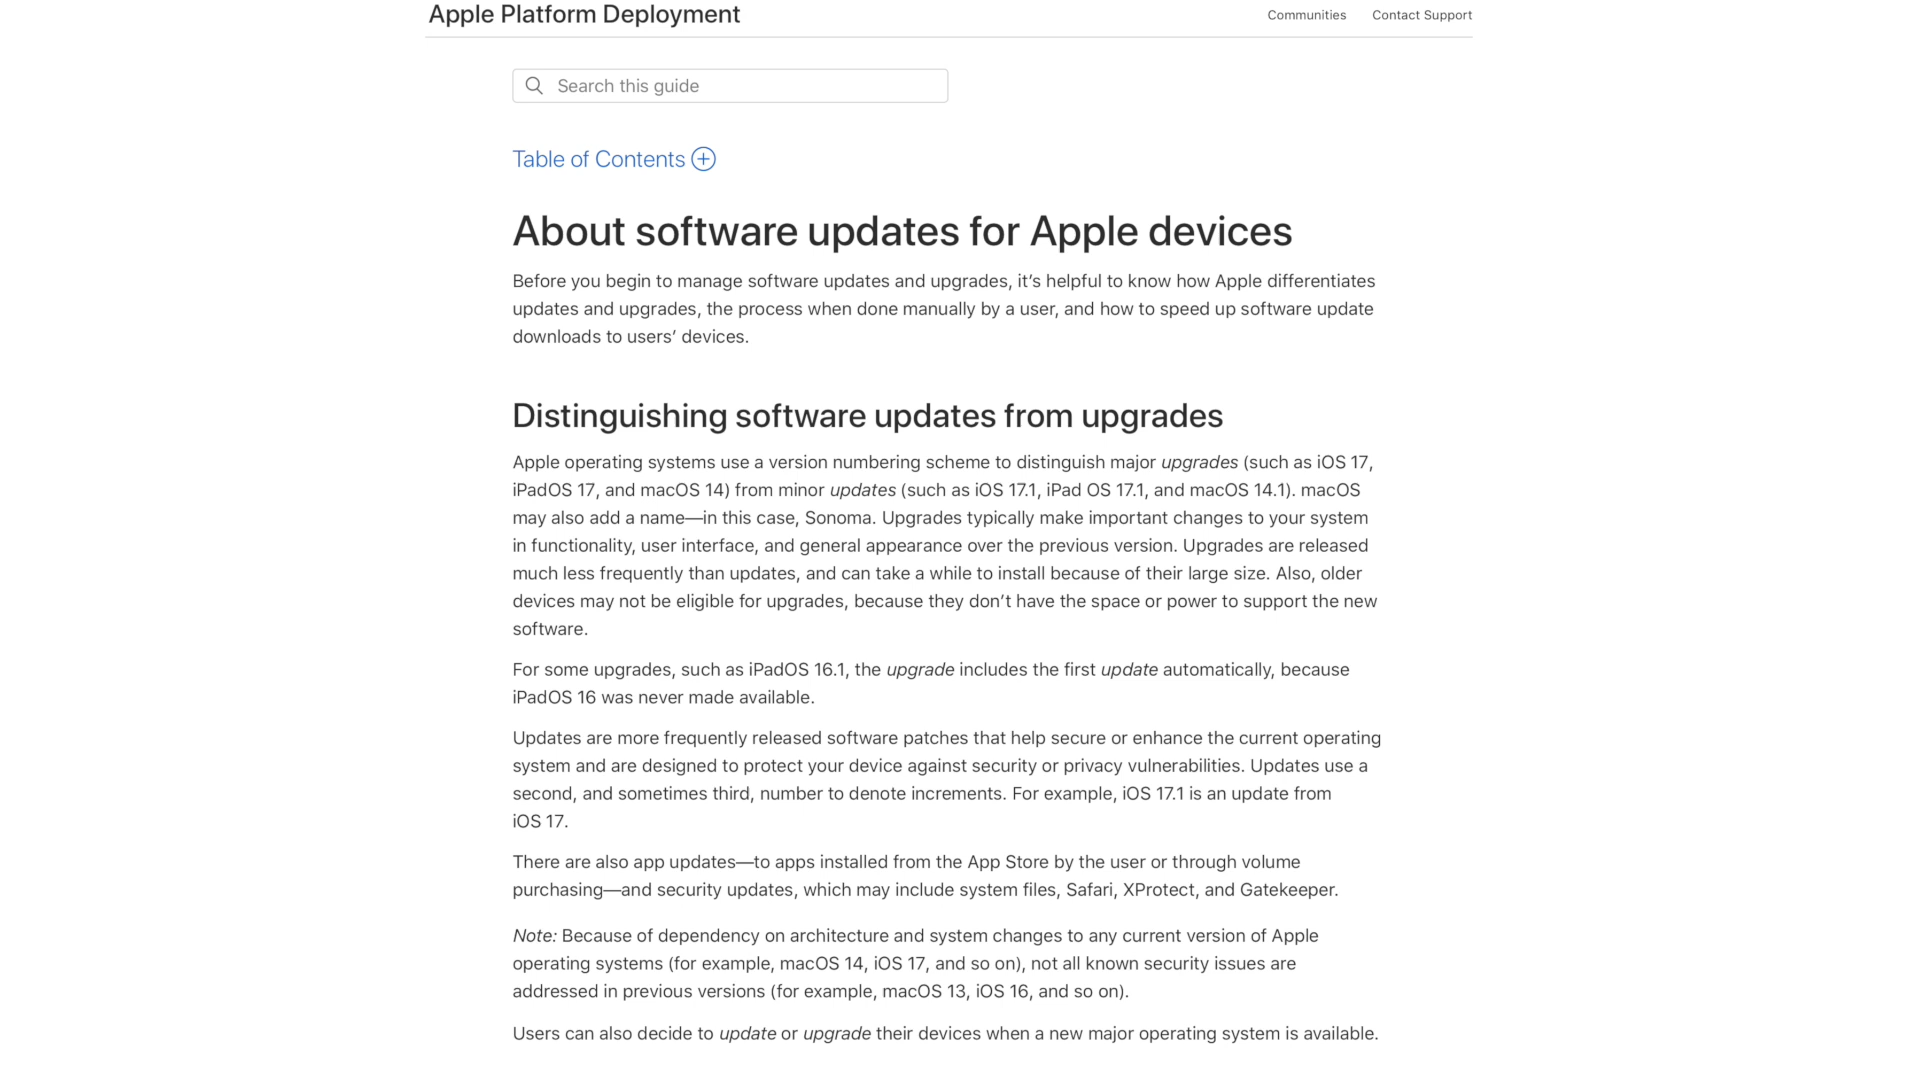 Apple Platform Deployment
Communities
Contact Support
Search this guide
Table of Contents
About software updates for Apple devices
Before you begin to manage software updates and upgrades, it’s helpful to know how Apple differentiates
updates and upgrades, the process when done manually by a user, and how to speed up software update
downloads to users’ devices.
Distinguishing software updates from upgrades
Apple operating systems use a version numbering scheme to distinguish major upgrades (such as iOS 17,
iPadOS 17, and macOS 14) from minor updates (such as iOS 17.1, iPad OS 17.1, and macOS 14.1). macOS
may also add a name—in this case, Sonoma. Upgrades typically make important changes to your system
in functionality, user interface, and general appearance over the previous version. Upgrades are released
much less frequently than updates, and can take a while to install because of their large size. Also, older
devices may not be eligible for upgrades, because they don’t have the space or power to support the new
software.
For some upgrades, such as iPadOS 16.1, the upgrade includes the first update automatically, because
iPadOS 16 was never made available.
Updates are more frequently released software patches that help secure or enhance the current operating
system and are designed to protect your device against security or privacy vulnerabilities. Updates use a
second, and sometimes third, number to denote increments. For example, iOS 17.1 is an update from
iOS 17.
There are also app updates—to apps installed from the App Store by the user or through volume
purchasing—and security updates, which may include system files, Safari, XProtect, and Gatekeeper.
Note: Because of dependency on architecture and system changes to any current version of Apple
operating systems (for example, macOS 14, iOS 17, and so on), not all known security issues are
addressed in previous versions (for example, macOS 13, iOS 16, and so on).
Users can also decide to update or upgrade their devices when a new major operating system is available.